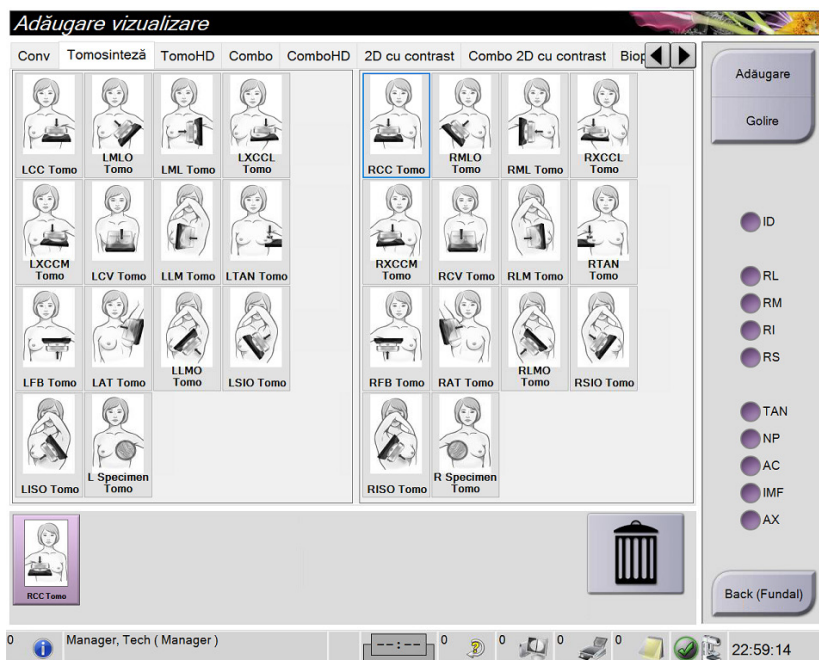 Adăugare vizualizare
Conv Tomosinteză TomoHD Combo ComboHD 2D cu contrast Combo 2D cu contrast Biop
LCC Tomo
LMLO
Tomo
LML Tomo
LXCCL
Tomo
RCC Tomo
RMLO
Tomo
RML Tomo
RXCCL
Tomo
LXCCM
Tomo
LCV Tomo
LLM Tomo
LTAN Tomo
RXCCM
Tomo
RCV Tomo
RLM Tomo
RTAN
Tomo
LFB Tomo
LAT Tomo
LLMO
Tomo
LSIO Tomo
RFB Tomo
RAT Tomo
RLMO
Tomo
RSIO Tomo
LISO Tomo
L Specimen
Tomo
RISO Tomo
R Specimen
Tomo
RCC Tomo
Adăugare
Golire
ID
RL
RM
RI
RS
TAN
NP
AC
IMF
AX
Back (Fundal)
0 Manager, Tech ( Manager ) --:-- 0 0 0 0 22:59:14